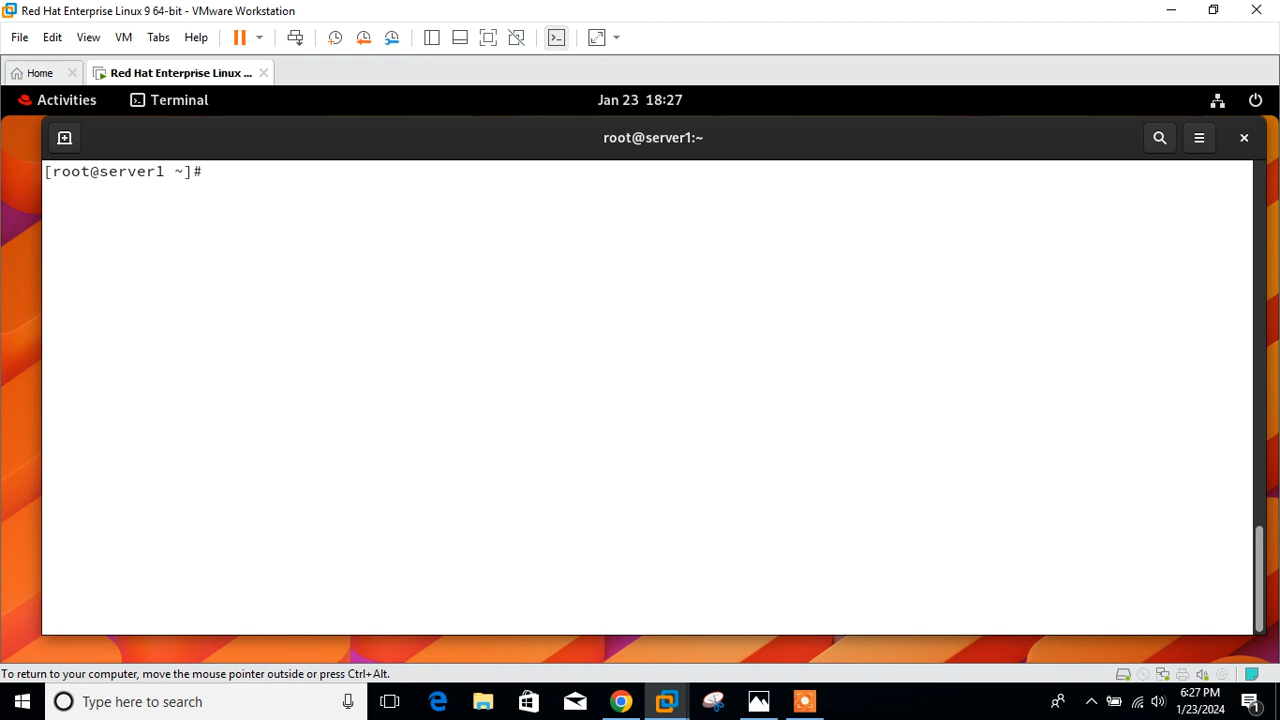 Red Hat Enterprise Linux 9 64-bit - VMware Workstation
File Edit View VM Tabs Help
Home Red Hat Enterprise Linux ...
Activities Terminal Jan 23 18:27
root@server1:~
[root@server1 ~]#
To return to your computer, move the mouse pointer outside or press Ctrl+Alt.
Type here to search
6:27 PM
1/23/2024
1